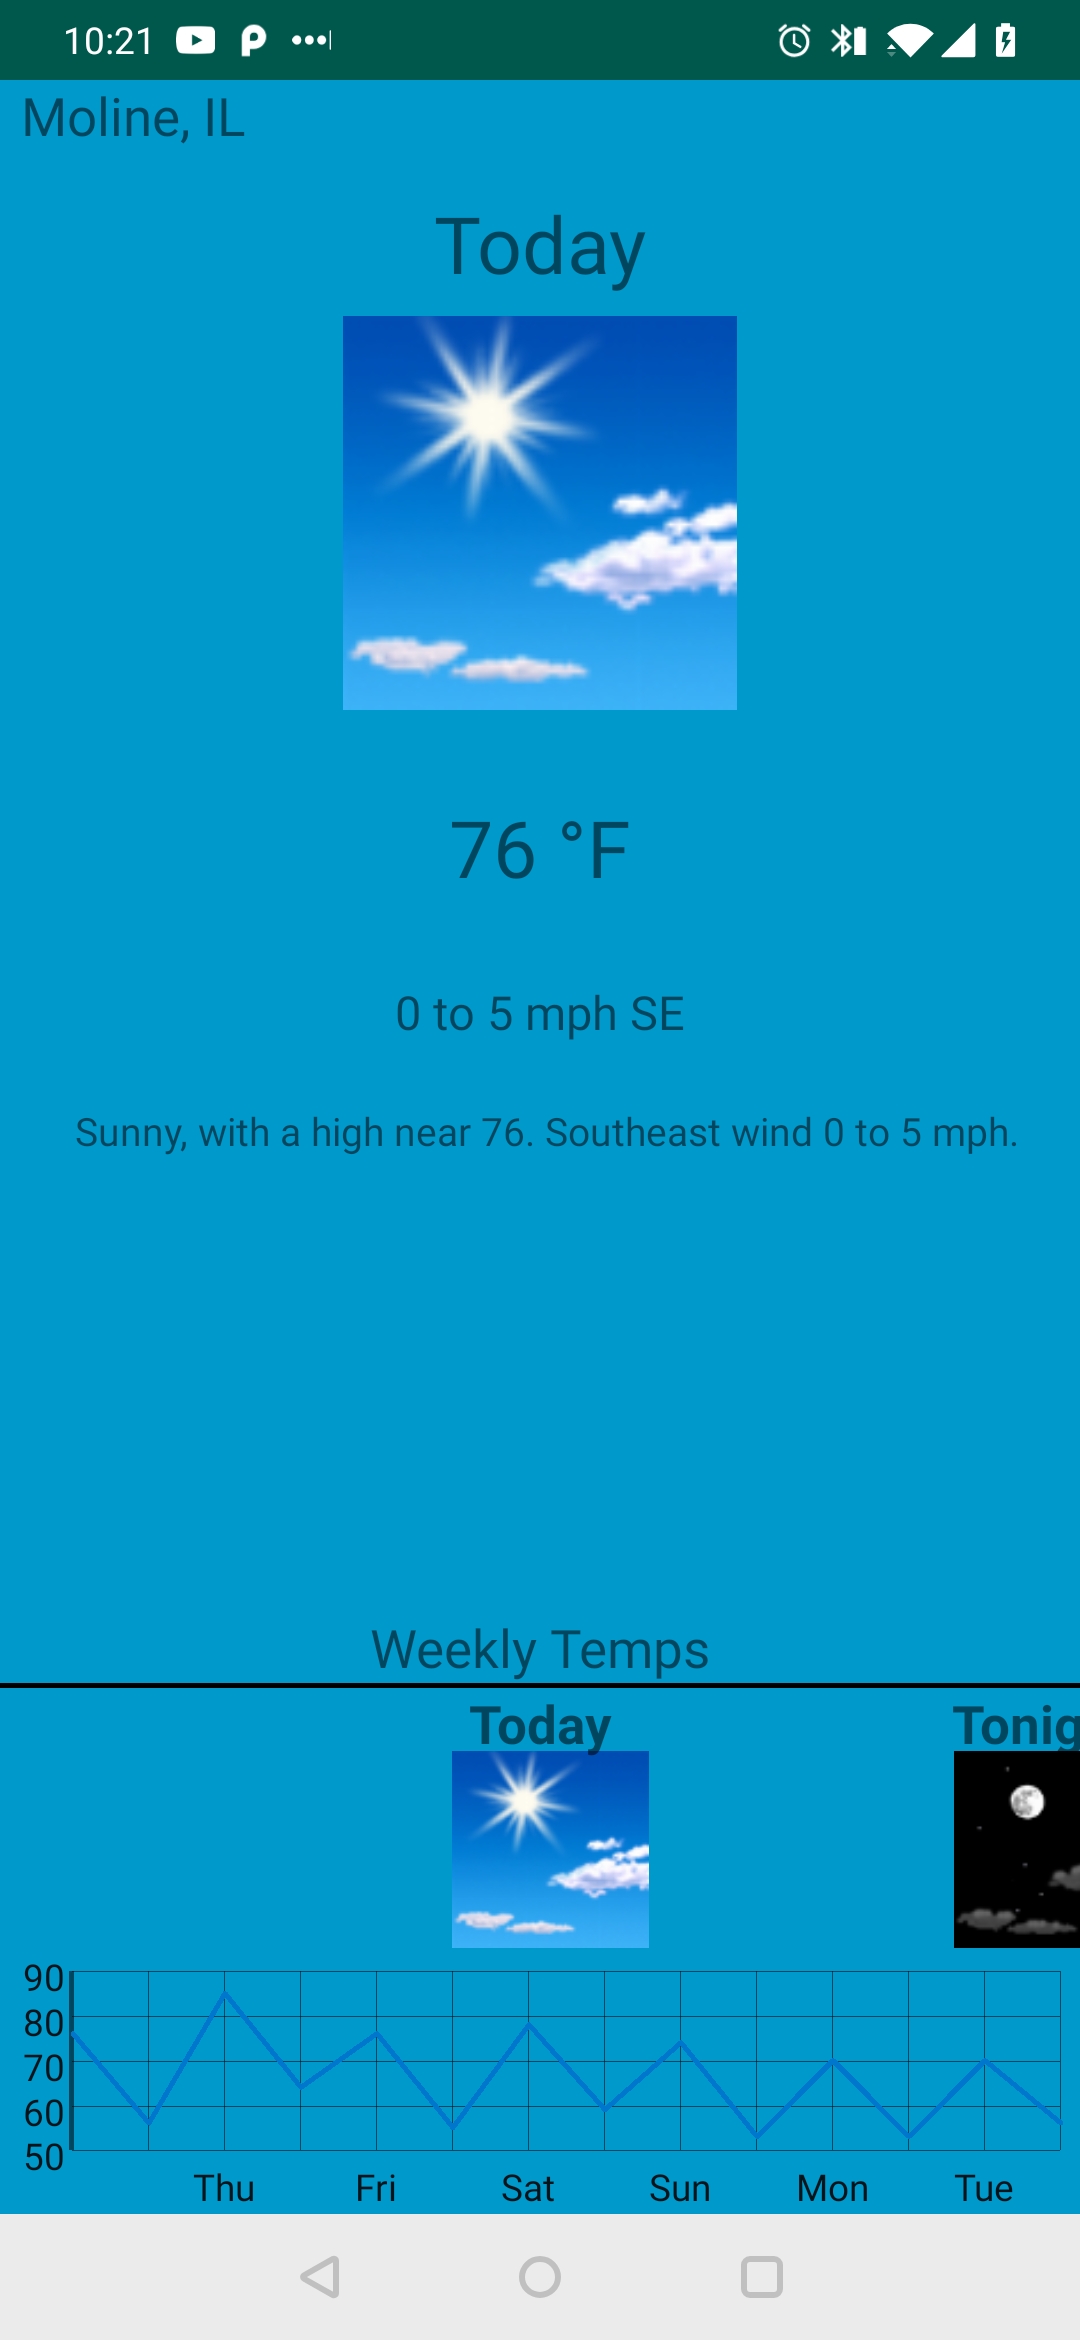 10:21
Moline, IL
Today
76 °F
0 to 5 mph SE
Sunny, with a high near 76. Southeast wind 0 to 5 mph.
Weekly Temps
Today Tonig
90
80
70
60
50
Thu Fri Sat Sun Mon Tue